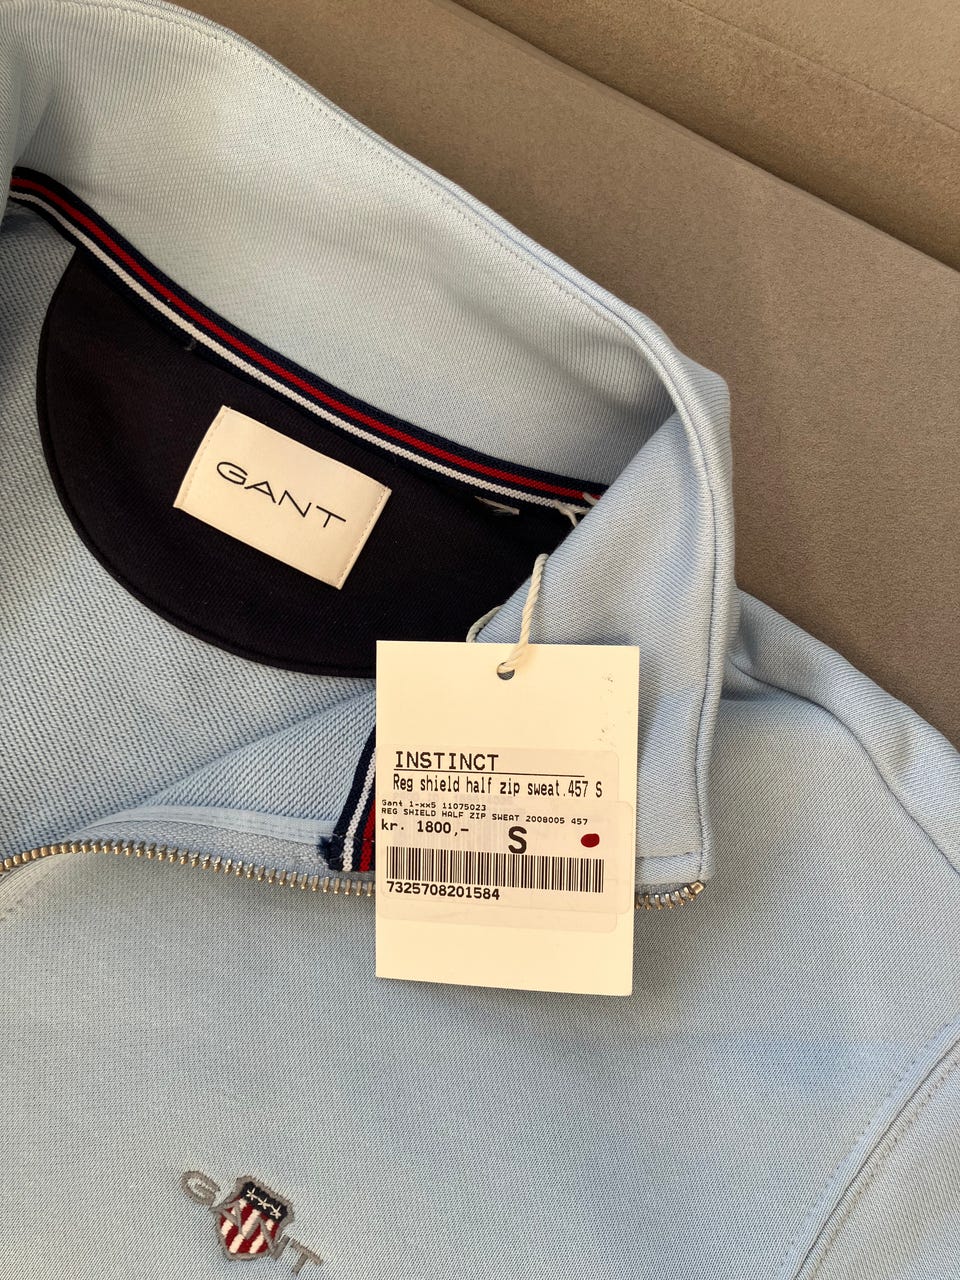 GANT
INSTINCT
Reg shield half zip sweat.457 S
Gant 1-xx5 11075023
REG SHIELD HALF ZIP SWEAT 2008005 457
kr. 1800,-
S
7325708201584
GANT